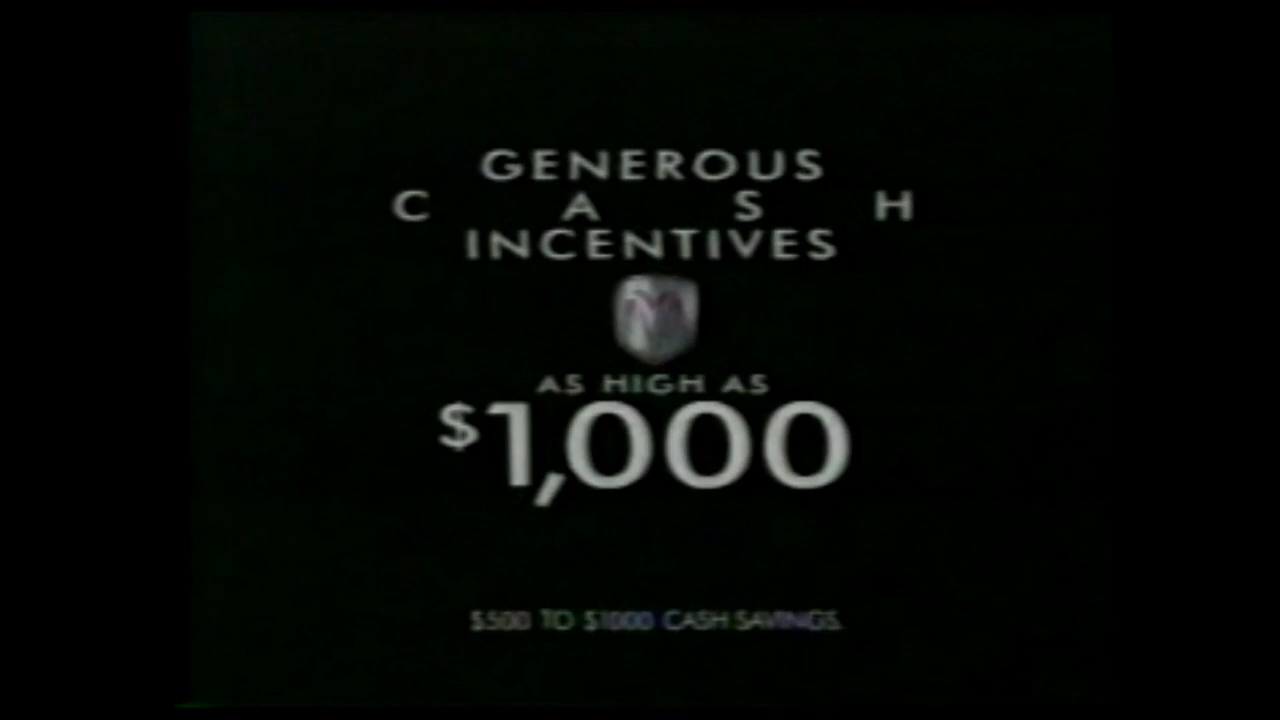 GENEROUS
C A S H
INCENTIVES
AS HIGH AS
$1,000
$500 TO $1000 CASH SAVINGS.